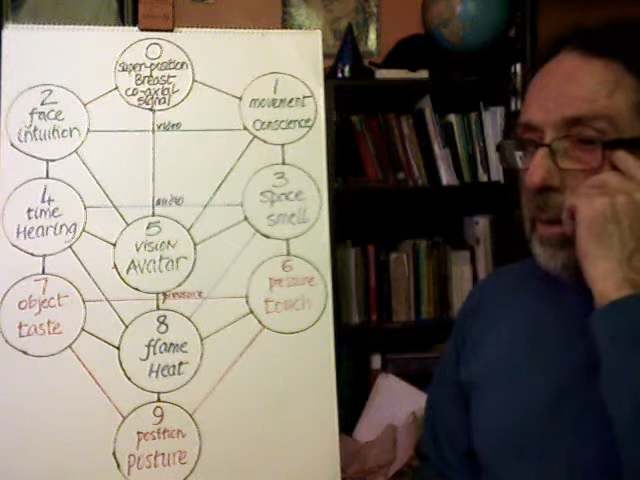 0
super-position
Breast
co-axial
signal
1
movement
Conscience
2
face
intuition
video
3
space
smell
4
time
Hearing
audio
5
vision
Avatar
6
pressure
touch
7
object
taste
pressure
8
flame
Heat
9
position
posture